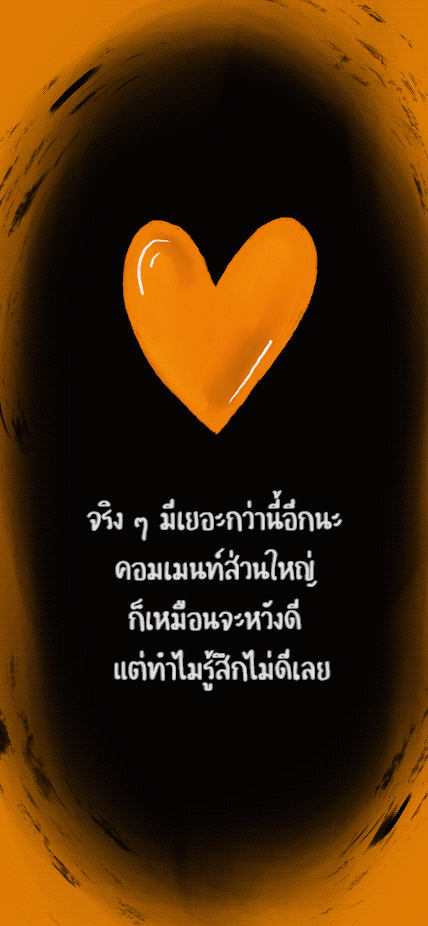 จริง ๆ มีเยอะกว่านี้อีกนะ
คอมเมนท์ส่วนใหญ่
ก็เหมือนจะหวังดี
แต่ทำไมรู้สึกไม่ดีเลย